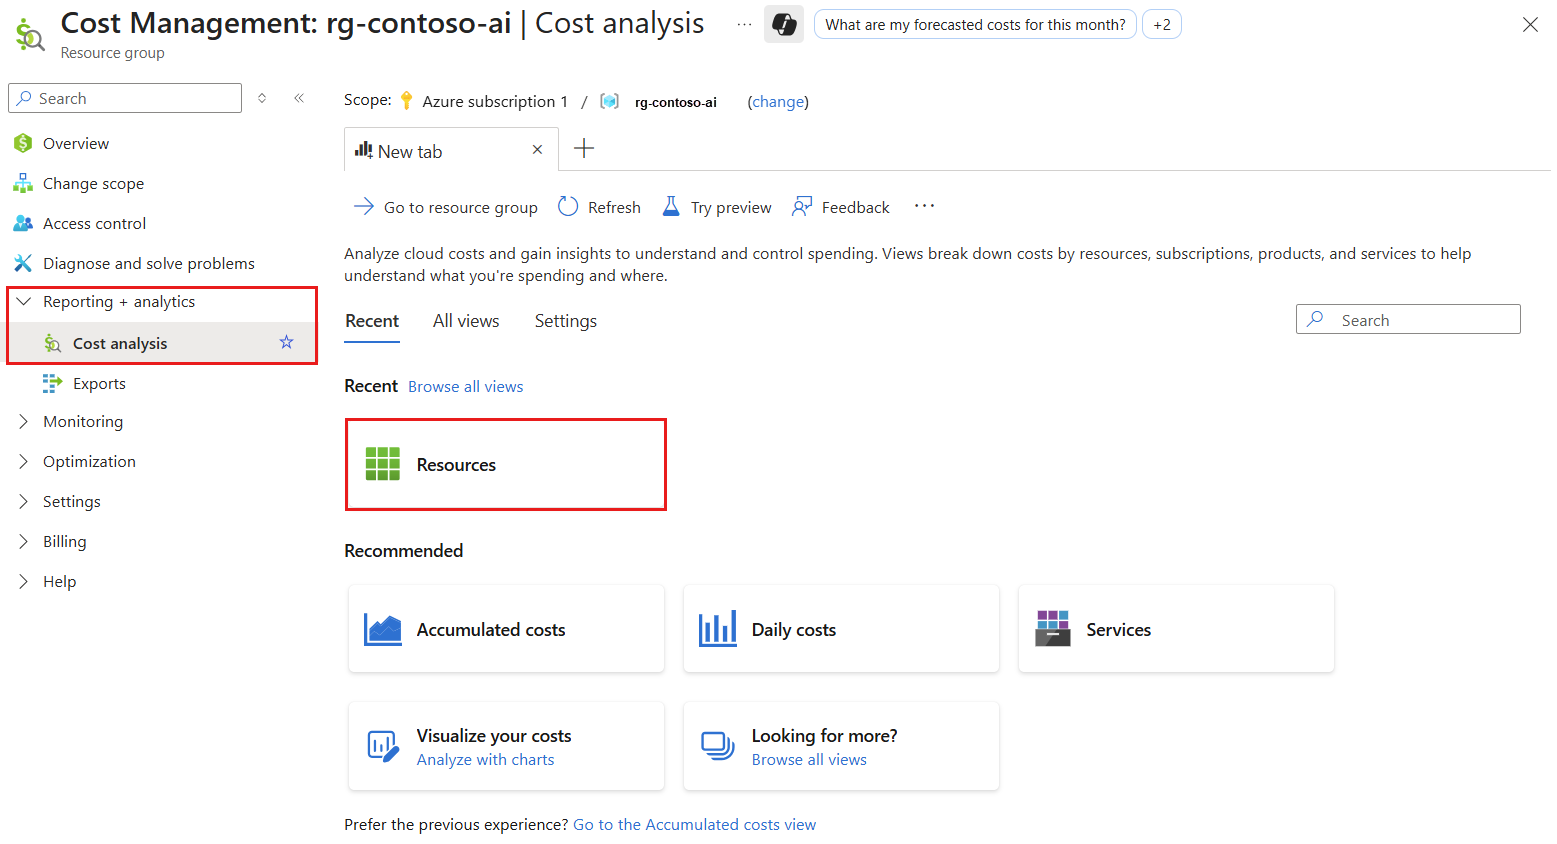 Cost Management: rg-contoso-ai | Cost analysis ... What are my forecasted costs for this month? +2
Resource group
Search
Overview
Change scope
Access control
Diagnose and solve problems
Reporting + analytics
Cost analysis
Exports
Monitoring
Optimization
Settings
Billing
Help
Scope: Azure subscription 1 / rg-contoso-ai (change)
New tab
Go to resource group Refresh Try preview Feedback ...
Analyze cloud costs and gain insights to understand and control spending. Views break down costs by resources, subscriptions, products, and services to help
understand what you're spending and where.
Recent All views Settings Search
Recent Browse all views
Resources
Recommended
Accumulated costs Daily costs Services
Visualize your costs Looking for more?
Analyze with charts Browse all views
Prefer the previous experience? Go to the Accumulated costs view